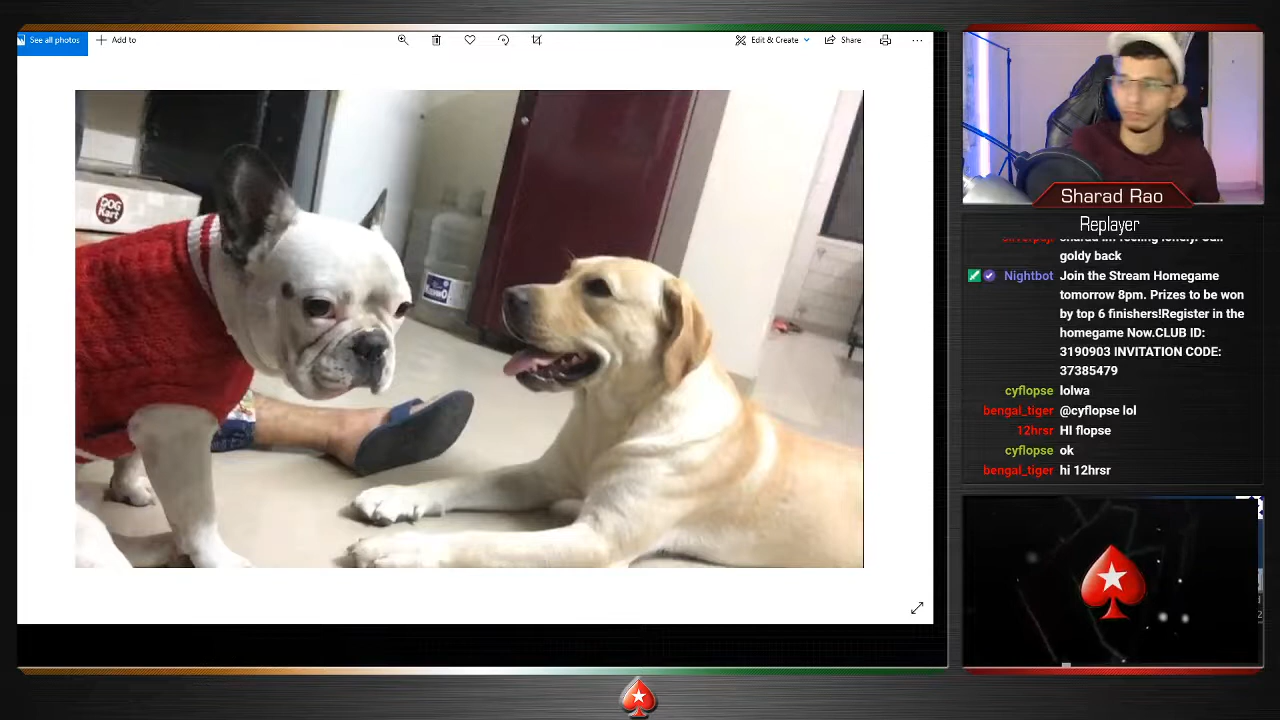 See all photos
Add to
Edit & Create
Share
DOG
Kart
Sharad Rao
Replayer
goldy back
Nightbot Join the Stream Homegame
tomorrow 8pm. Prizes to be won
by top 6 finishers!Register in the
homegame Now.CLUB ID:
3190903 INVITATION CODE:
37385479
cyflopse lolwa
bengal_tiger @cyflopse lol
12hrsr HI flopse
cyflopse ok
bengal_tiger hi 12hrsr